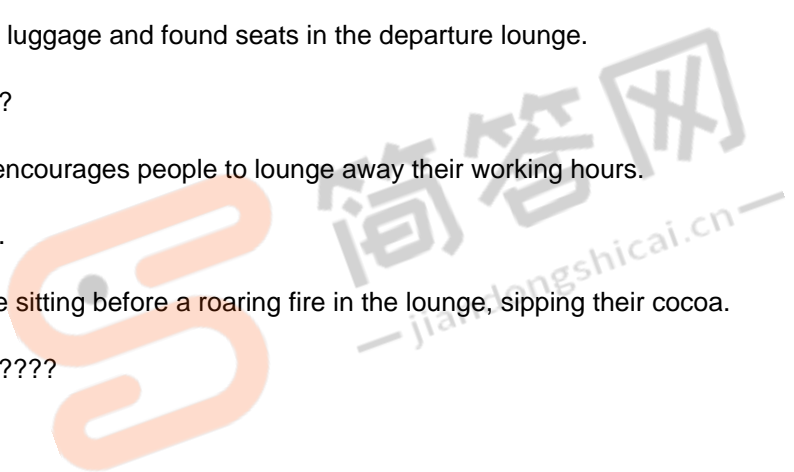 luggage and found seats in the departure lounge.
?
encourages people to lounge away their working hours.
.
e sitting before a roaring fire in the lounge, sipping their cocoa.
????
简答网
jiandongshicai.cn